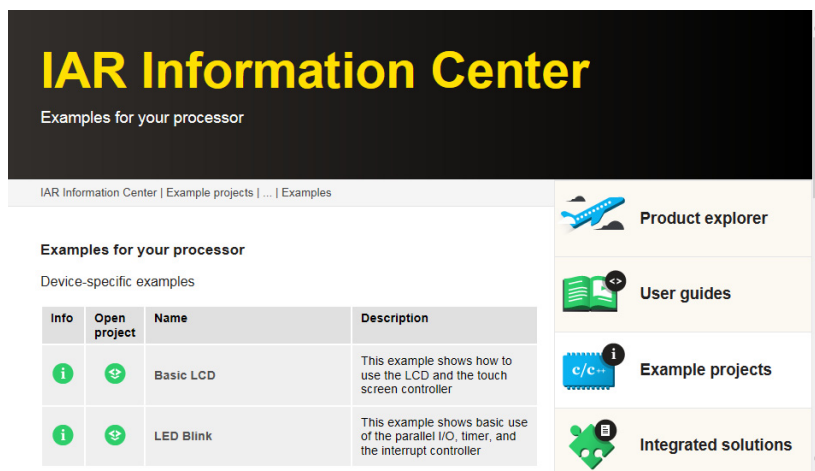 IAR Information Center
Examples for your processor
IAR Information Center | Example projects | ... | Examples
Examples for your processor
Device-specific examples
Info
Open
project
Name
Description
Basic LCD
This example shows how to
use the LCD and the touch
screen controller
LED Blink
This example shows basic use
of the parallel I/O, timer, and
the interrupt controller
Product explorer
<>
User guides
i
c/c++
Example projects
Integrated solutions